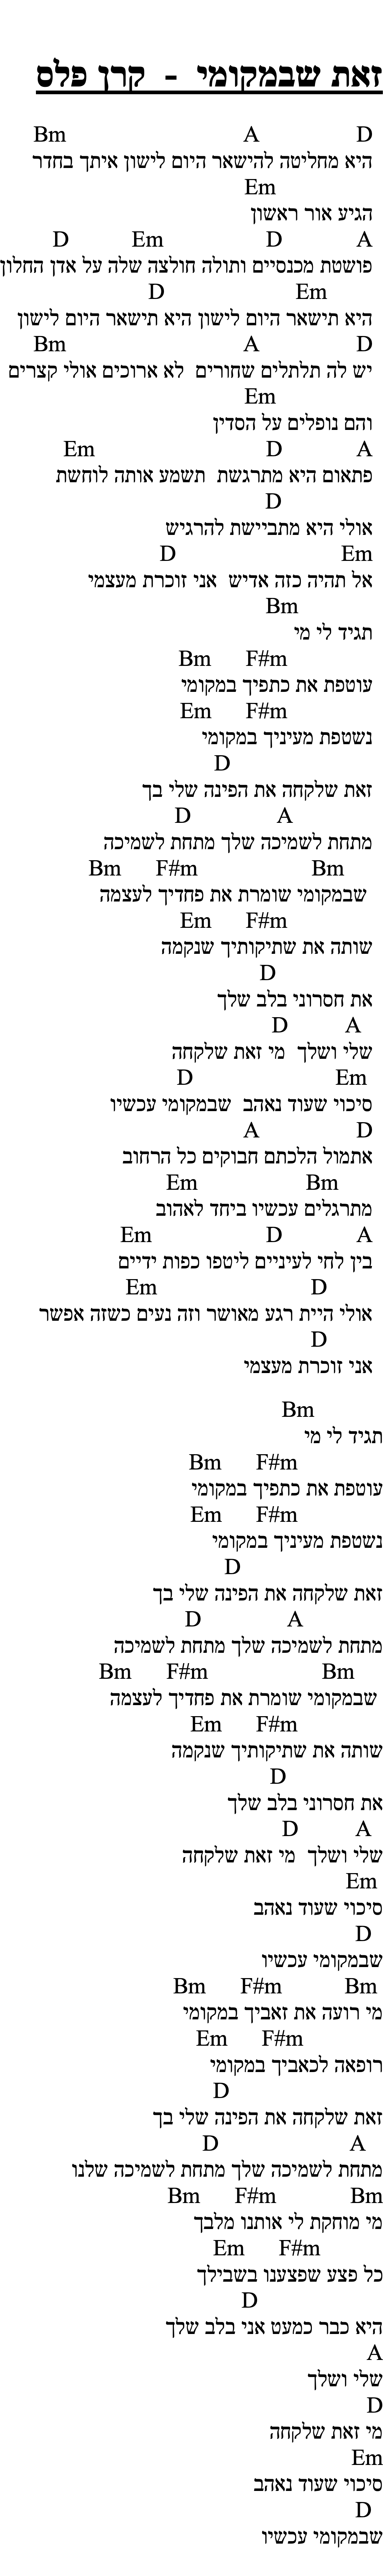 זאת שבמקומי - קרן פלס
Bm A D
היא מחליטה להישאר היום לישון איתך בחדר
Em
הגיע אור ראשון
D Em D A
פושטת מכנסיים ותולה חולצה שלה על אדן החלון
D Em
היא תישאר היום לישון היא תישאר היום לישון
Bm A D
יש לה תלתלים שחורים לא ארוכים אולי קצרים
Em
והם נופלים על הסדין
Em D A
פתאום היא מתרגשת תשמע אותה לוחשת
D
אולי היא מתביישת להרגיש
D Em
אל תהיה כזה אדיש אני זוכרת מעצמי
Bm
תגיד לי מי
Bm F#m
עוטפת את כתפיך במקומי
Em F#m
נשטפת מעיניך במקומי
D
זאת שלקחה את הפינה שלי בך
D A
מתחת לשמיכה שלך מתחת לשמיכה
Bm F#m Bm
שבמקומי שומרת את פחדיך לעצמה
Em F#m
שותה את שתיקותיך שנקמה
D
את חסרוני בלב שלך
D A
שלי ושלך מי זאת שלקחה
D Em
סיכוי שעוד נאהב שבמקומי עכשיו
A D
אתמול הלכתם חבוקים כל הרחוב
Em Bm
מתרגלים עכשיו ביחד לאהוב
Em D A
בין לחי לעיניים ליטפו כפות ידיים
Em D
אולי היית רגע מאושר וזה נעים כשזה אפשר
D
אני זוכרת מעצמי
Bm
תגיד לי מי
Bm F#m
עוטפת את כתפיך במקומי
Em F#m
נשטפת מעיניך במקומי
D
זאת שלקחה את הפינה שלי בך
D A
מתחת לשמיכה שלך מתחת לשמיכה
Bm F#m Bm
שבמקומי שומרת את פחדיך לעצמה
Em F#m
שותה את שתיקותיך שנקמה
D
את חסרוני בלב שלך
D A
שלי ושלך מי זאת שלקחה
Em
סיכוי שעוד נאהב
D
שבמקומי עכשיו
Bm F#m Bm
מי רועה את זאביך במקומי
Em F#m
רופאה לכאביך במקומי
D
זאת שלקחה את הפינה שלי בך
D A
מתחת לשמיכה שלך מתחת לשמיכה שלנו
Bm F#m Bm
מי מוחקת לי אותנו מלבך
Em F#m
כל פצע שפצענו בשבילך
D
היא כבר כמעט אני בלב שלך
A
שלי ושלך
D
מי זאת שלקחה
Em
סיכוי שעוד נאהב
D
שבמקומי עכשיו